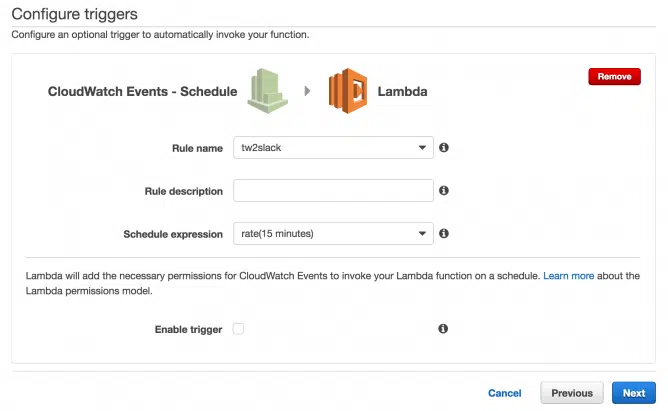 Configure triggers
Configure an optional trigger to automatically invoke your function.
Remove
CloudWatch Events - Schedule Lambda
Rule name tw2slack
Rule description
Schedule expression rate(15 minutes)
Lambda will add the necessary permissions for CloudWatch Events to invoke your Lambda function on a schedule. Learn more about the
Lambda permissions model.
Enable trigger
Cancel Previous Next